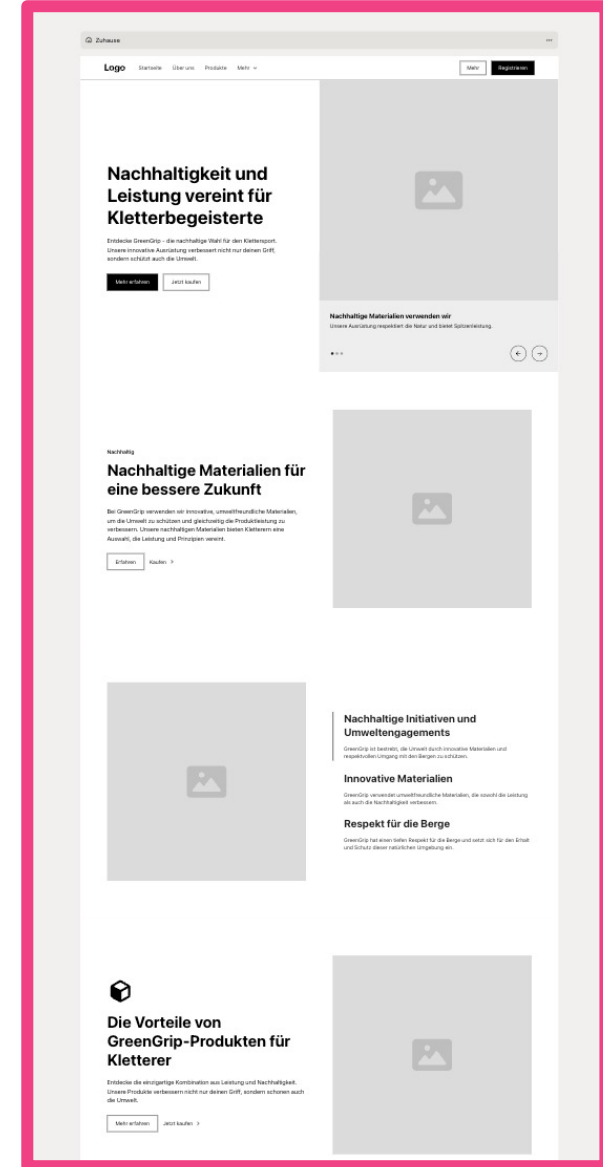 Zuhause
Logo Startseite Über uns Produkte Mehr
Mehr Registrieren
Nachhaltigkeit und
Leistung vereint für
Kletterbegeisterte
Entdecke GreenGrip – die nachhaltige Wahl für den Klettersport.
Unsere innovative Ausrüstung verbessert nicht nur deinen Griff,
sondern schützt auch die Umwelt.
Mehr erfahren Jetzt kaufen
Nachhaltige Materialien verwenden wir
Unsere Ausrüstung respektiert die Natur und bietet Spitzenleistung.
Nachhaltig
Nachhaltige Materialien für
eine bessere Zukunft
Bei GreenGrip verwenden wir innovative, umweltfreundliche Materialien,
um die Umwelt zu schützen und gleichzeitig die Produktleistung zu
verbessern. Unsere nachhaltigen Materialien bieten Kletterern eine
Auswahl, die Leistung und Prinzipien vereint.
Erfahren Kaufen
Nachhaltige Initiativen und
Umweltengagements
GreenGrip ist bestrebt, die Umwelt durch innovative Materialien und
respektvollen Umgang mit den Bergen zu schützen.
Innovative Materialien
GreenGrip verwendet umweltfreundliche Materialien, die sowohl die Leistung
als auch die Nachhaltigkeit verbessern.
Respekt für die Berge
GreenGrip hat einen tiefen Respekt für die Berge und setzt sich für den Erhalt
und Schutz dieser natürlichen Umgebung ein.
Die Vorteile von
GreenGrip-Produkten für
Kletterer
Entdecke die einzigartige Kombination aus Leistung und Nachhaltigkeit.
Unsere Produkte verbessern nicht nur deinen Griff, sondern schonen auch
die Umwelt.
Mehr erfahren Jetzt kaufen